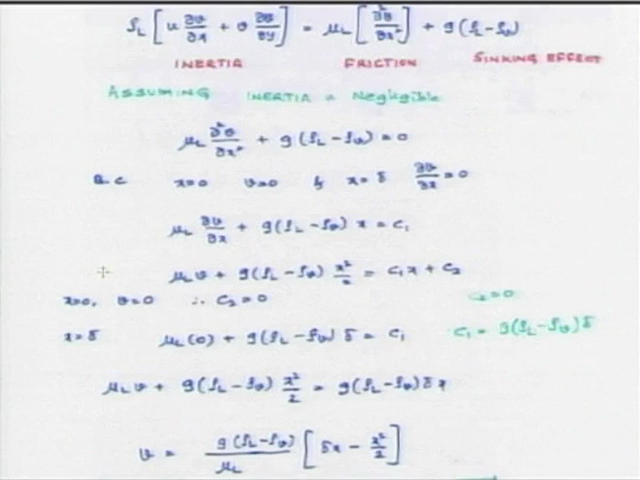 ρL [ u ∂v/∂x + v ∂v/∂y ] = μL [ ∂²v/∂x² ] + g(ρL − ρv)
INERTIA FRICTION SINKING EFFECT
ASSUMING INERTIA = Neglegible
μL ∂²v/∂x² + g(ρL − ρv) = 0
B.C x=0 v=0 & x=δ ∂v/∂x = 0
μL ∂v/∂x + g(ρL − ρv) x = C1
μL v + g(ρL − ρv) x²/2 = C1x + C2
x=0, v=0 ∴ C2 = 0 C2=0
x=δ μL(0) + g(ρL − ρv) δ = C1 C1 = g(ρL − ρv)δ
μL v + g(ρL − ρv) x²/2 = g(ρL − ρv) δx
v = g(ρL − ρv)/μL [ δx − x²/2 ]